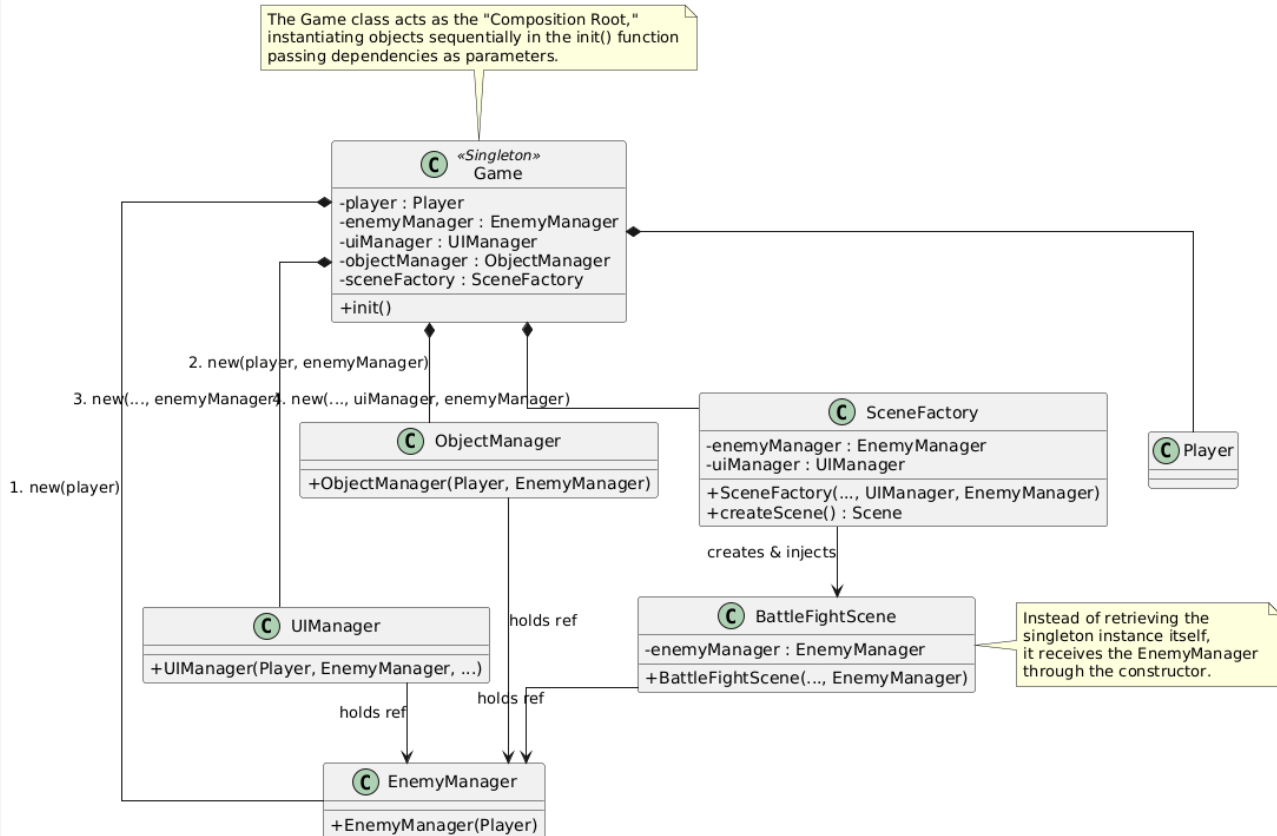 The Game class acts as the "Composition Root,"
instantiating objects sequentially in the init() function
passing dependencies as parameters.
C «Singleton»
Game
-player : Player
-enemyManager : EnemyManager
-uiManager : UIManager
-objectManager : ObjectManager
-sceneFactory : SceneFactory
+init()
2. new(player, enemyManager)
3. new(..., enemyManager)
4. new(..., uiManager, enemyManager)
C SceneFactory
-enemyManager : EnemyManager
-uiManager : UIManager
+SceneFactory(..., UIManager, EnemyManager)
+createScene() : Scene
C ObjectManager
+ObjectManager(Player, EnemyManager)
C Player
1. new(player)
creates & injects
C UIManager
+UIManager(Player, EnemyManager, ...)
holds ref
C BattleFightScene
-enemyManager : EnemyManager
+BattleFightScene(..., EnemyManager)
Instead of retrieving the
singleton instance itself,
it receives the EnemyManager
through the constructor.
holds ref
holds ref
C EnemyManager
+EnemyManager(Player)